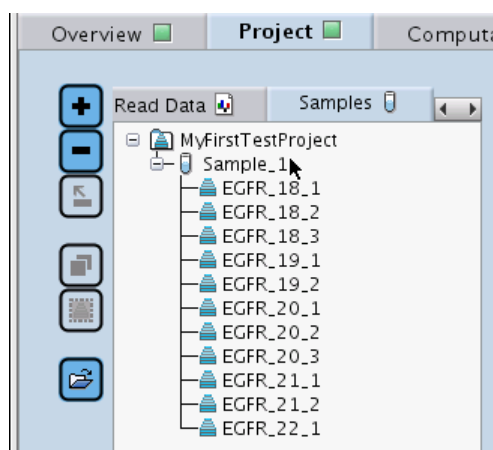 Overview Project Computa
Read Data Samples
MyFirstTestProject
Sample_1
EGFR_18_1
EGFR_18_2
EGFR_18_3
EGFR_19_1
EGFR_19_2
EGFR_20_1
EGFR_20_2
EGFR_20_3
EGFR_21_1
EGFR_21_2
EGFR_22_1